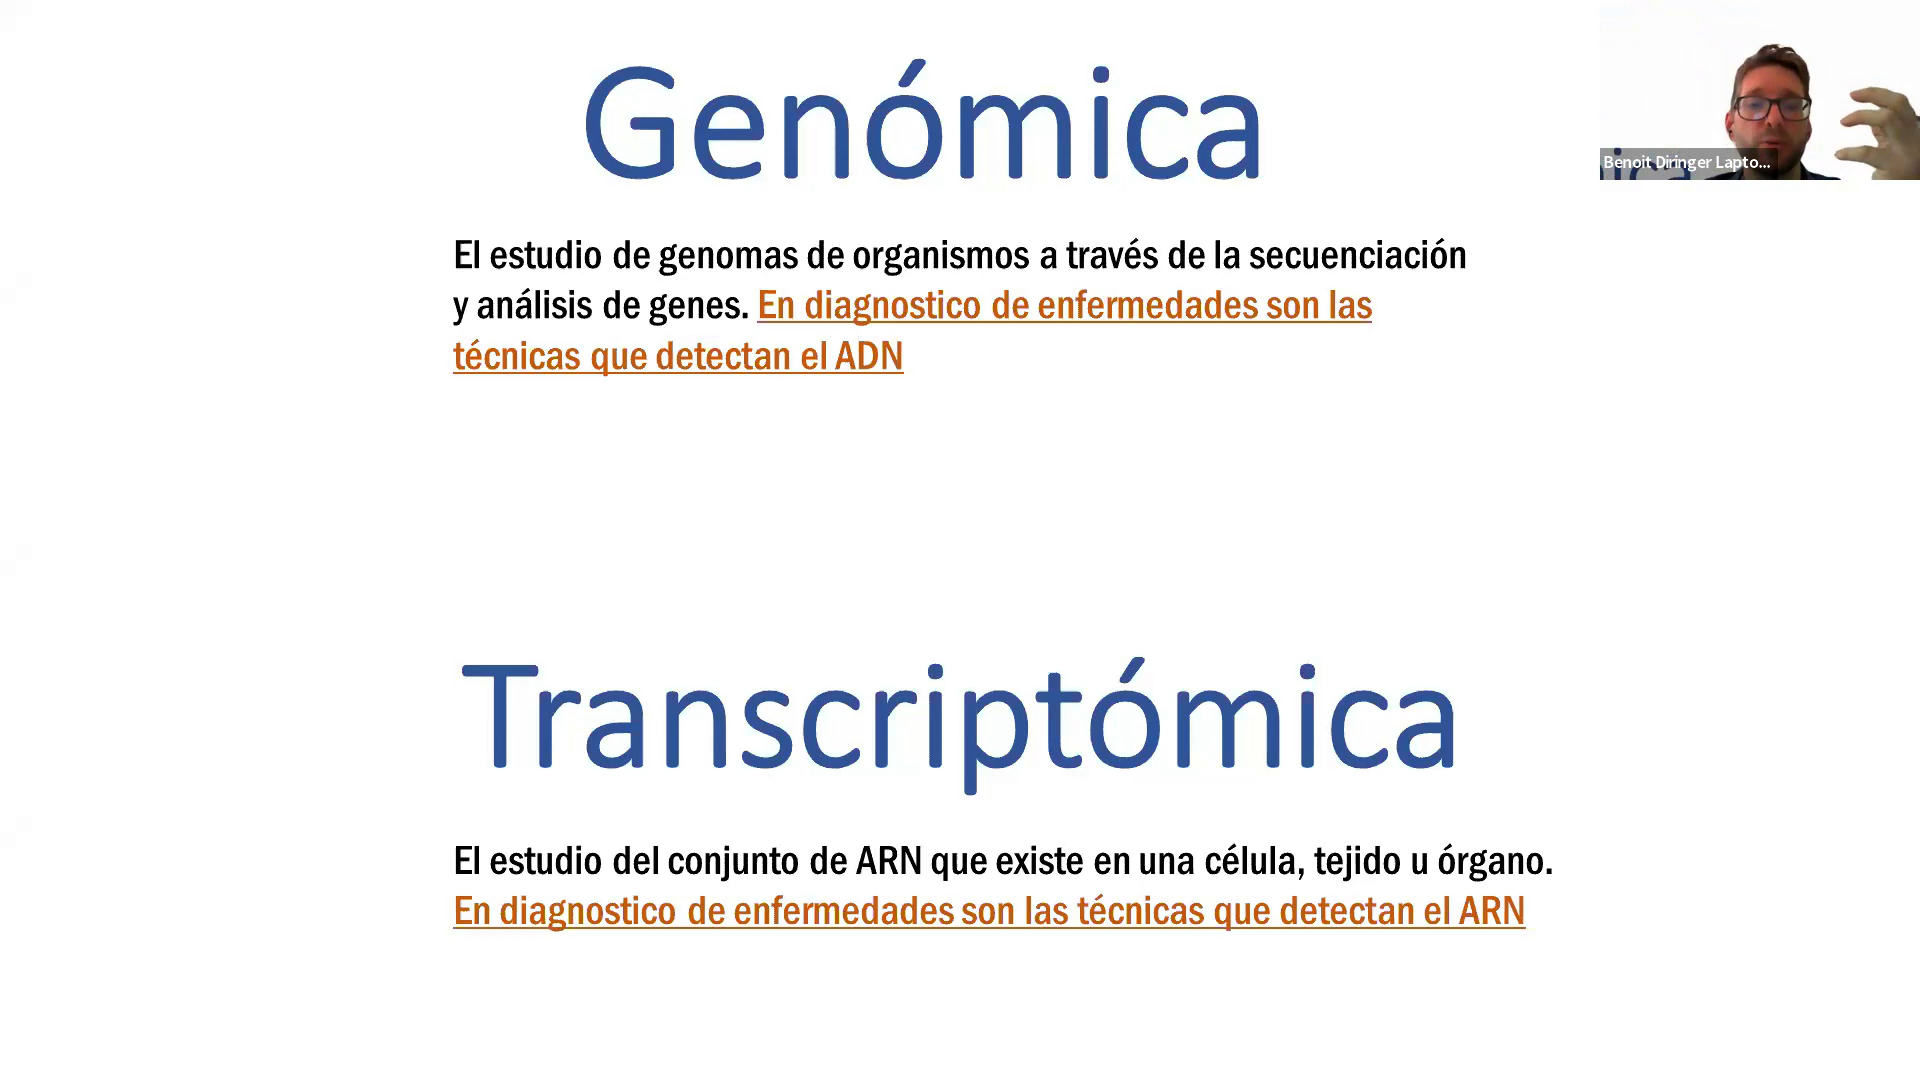 Genómica
Benoit Diringer Lapto...
El estudio de genomas de organismos a través de la secuenciación
y análisis de genes. En diagnostico de enfermedades son las
técnicas que detectan el ADN
Transcriptómica
El estudio del conjunto de ARN que existe en una célula, tejido u órgano.
En diagnostico de enfermedades son las técnicas que detectan el ARN